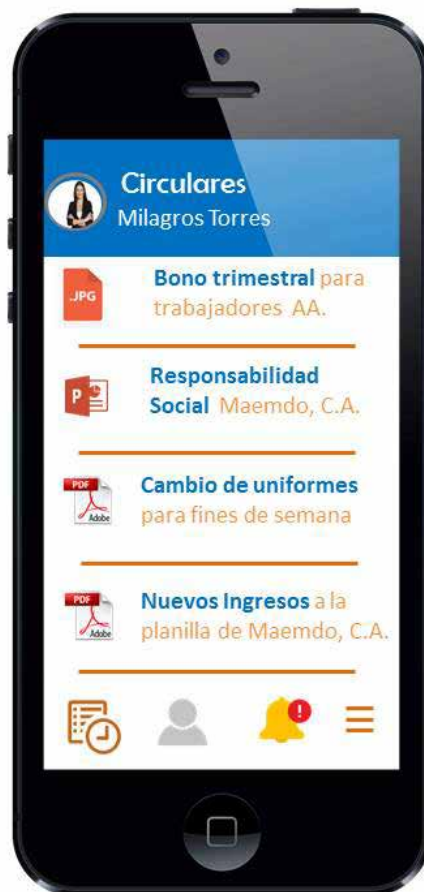 Circulares
Milagros Torres
.JPG
Bono trimestral para
trabajadores AA.
P
Responsabilidad
Social Maemdo, C.A.
PDF
Adobe
Cambio de uniformes
para fines de semana
PDF
Adobe
Nuevos Ingresos a la
planilla de Maemdo, C.A.
!